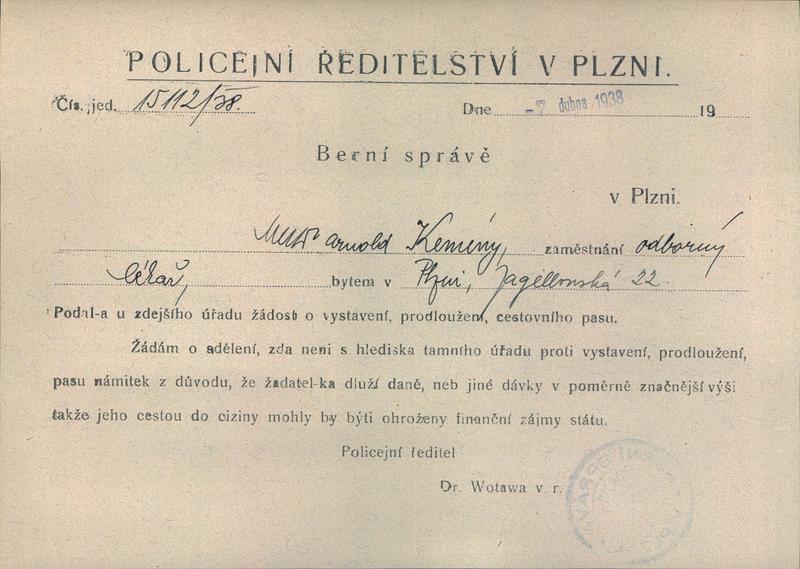 POLICEJNÍ ŘEDITELSTVÍ V PLZNI.
Čís. jed. 15112/38. Dne -7 dubna 1938 19
Berní správě
v Plzni.
MUDr Arnold Kemény, zaměstnání odborný
lékař, bytem v Plzni, Jagellonská 22.
Podal-a u zdejšího úřadu žádost o vystavení, prodloužení, cestovního pasu.
Žádám o sdělení, zda neni s hlediska tamního úřadu proti vystavení, prodloužení,
pasu námitek z důvodu, že žadatel-ka dluží daně, neb jiné dávky v poměrně značnější výši
takže jeho cestou do ciziny mohly by býti ohroženy finanční zájmy státu.
Policejní ředitel
Dr. Wotawa v. r.